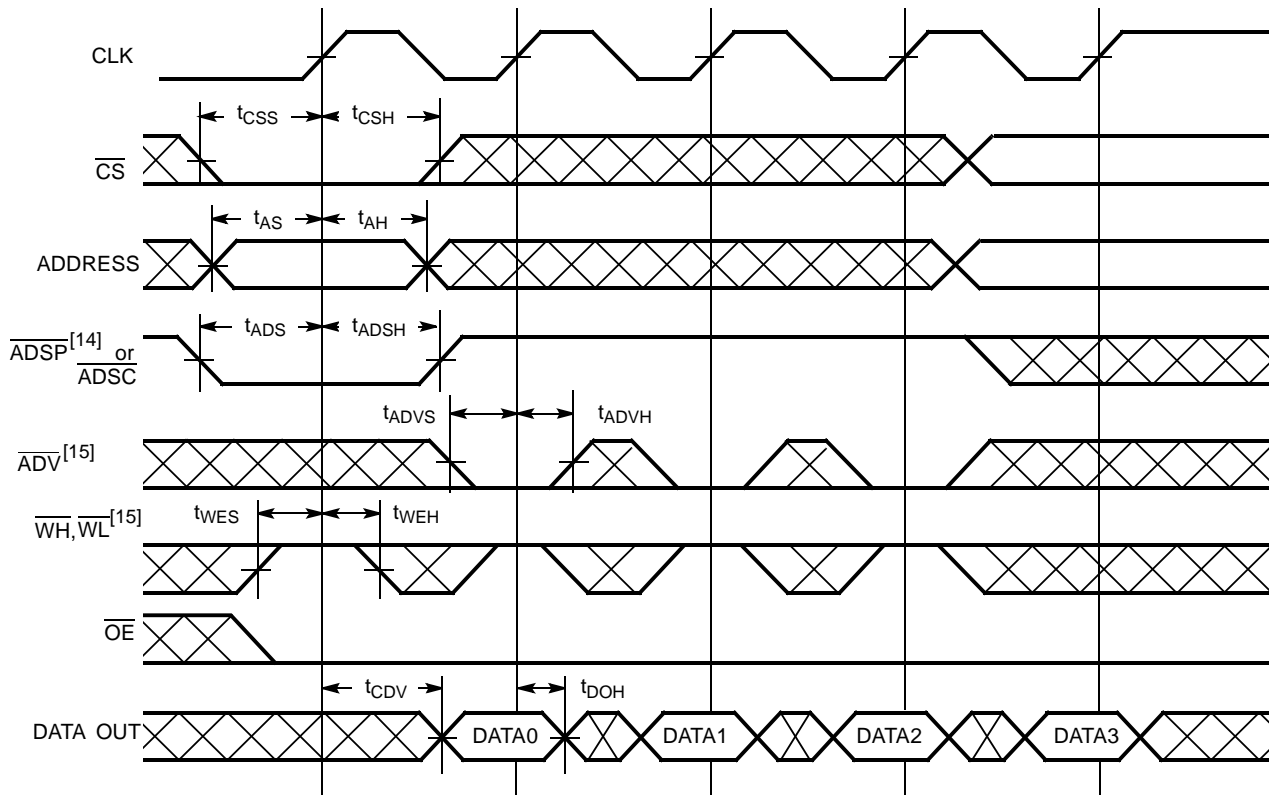 CLK
tCSS tCSH
CS
tAS tAH
ADDRESS
tADS tADSH
ADSP[14] or
ADSC
tADVS tADVH
ADV[15]
tWES tWEH
WH, WL[15]
OE
tCDV tDOH
DATA OUT DATA0 DATA1 DATA2 DATA3